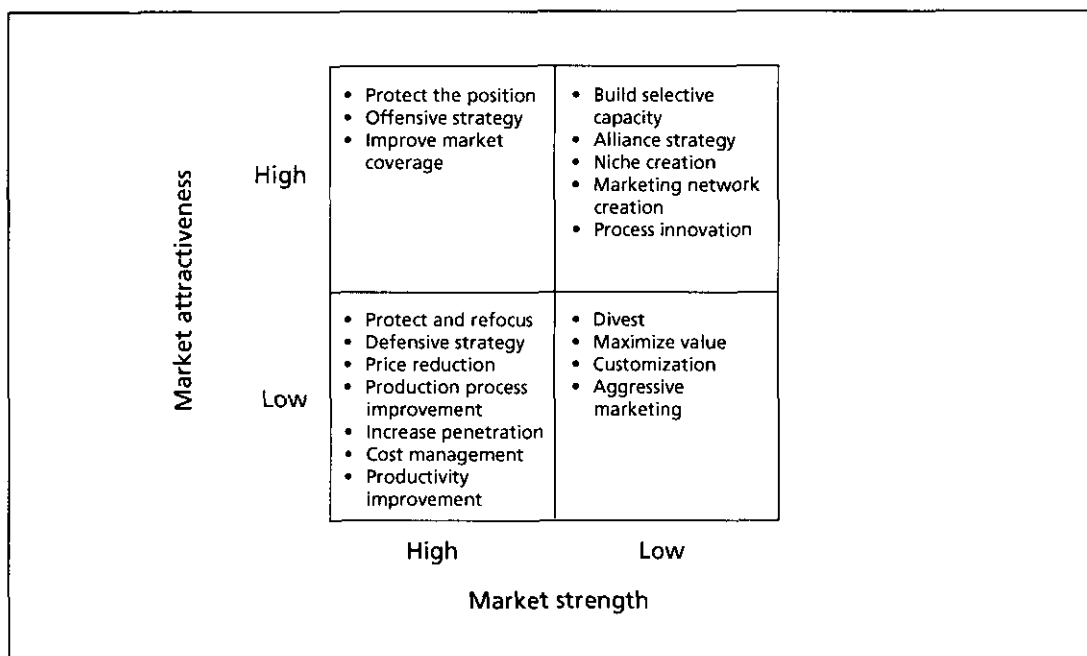 • Protect the position
• Offensive strategy
• Improve market
coverage
• Build selective
capacity
• Alliance strategy
• Niche creation
• Marketing network
creation
• Process innovation
High
Market attractiveness
Low
• Protect and refocus
• Defensive strategy
• Price reduction
• Production process
improvement
• Increase penetration
• Cost management
• Productivity
improvement
• Divest
• Maximize value
• Customization
• Aggressive
marketing
High
Low
Market strength